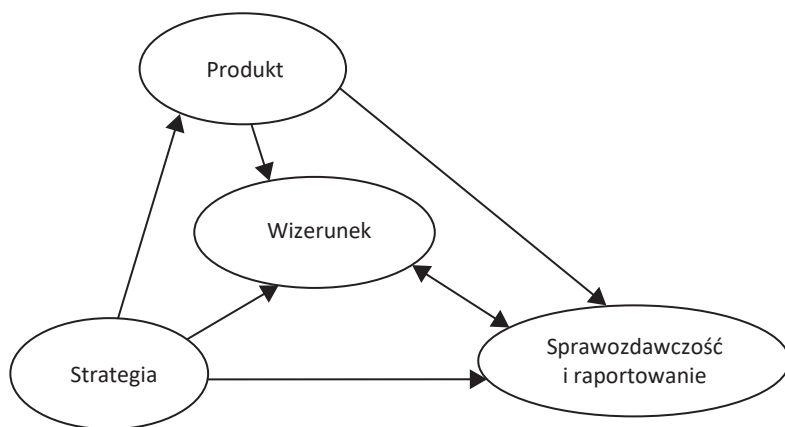 Produkt
Wizerunek
Strategia
Sprawozdawczość
i raportowanie